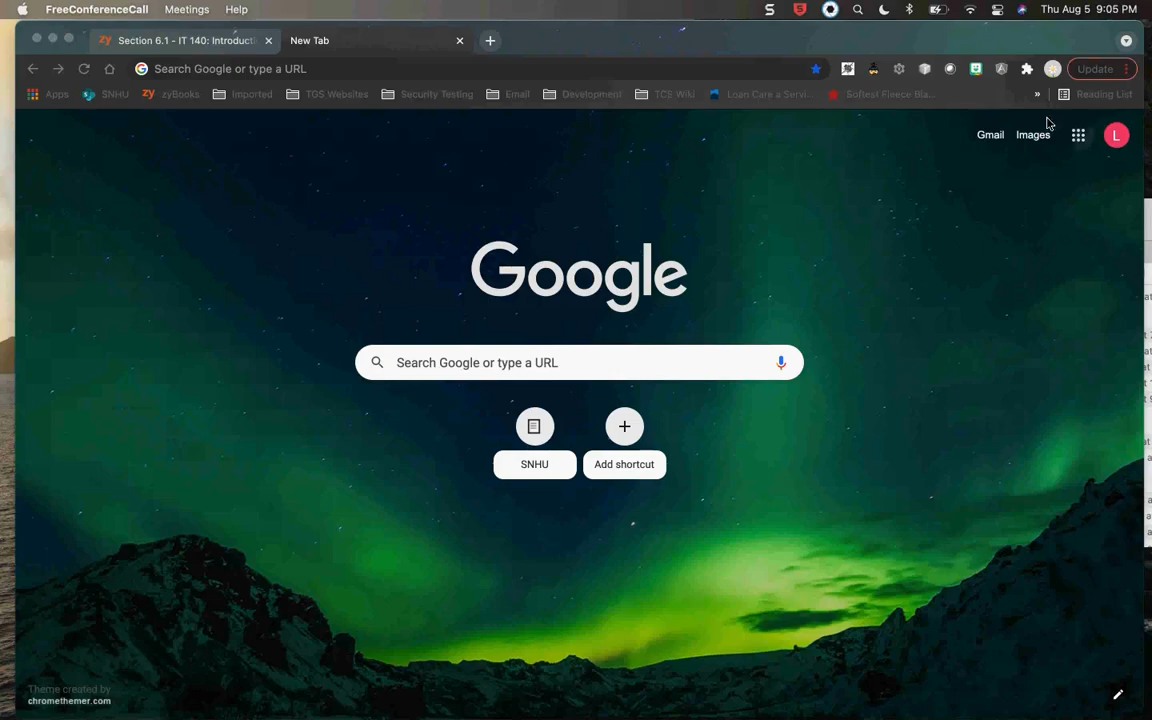 FreeConferenceCall Meetings Help Thu Aug 5 9:05 PM
Section 6.1 - IT 140: Introducti New Tab
Search Google or type a URL Update
Apps SNHU zyBooks Imported TGS Websites Security Testing Email Development TCS Wiki Loan Care a Servi... Softest Fleece Bla... » Reading List
Gmail Images L
Google
Search Google or type a URL
SNHU Add shortcut
Theme created by
chromethemer.com